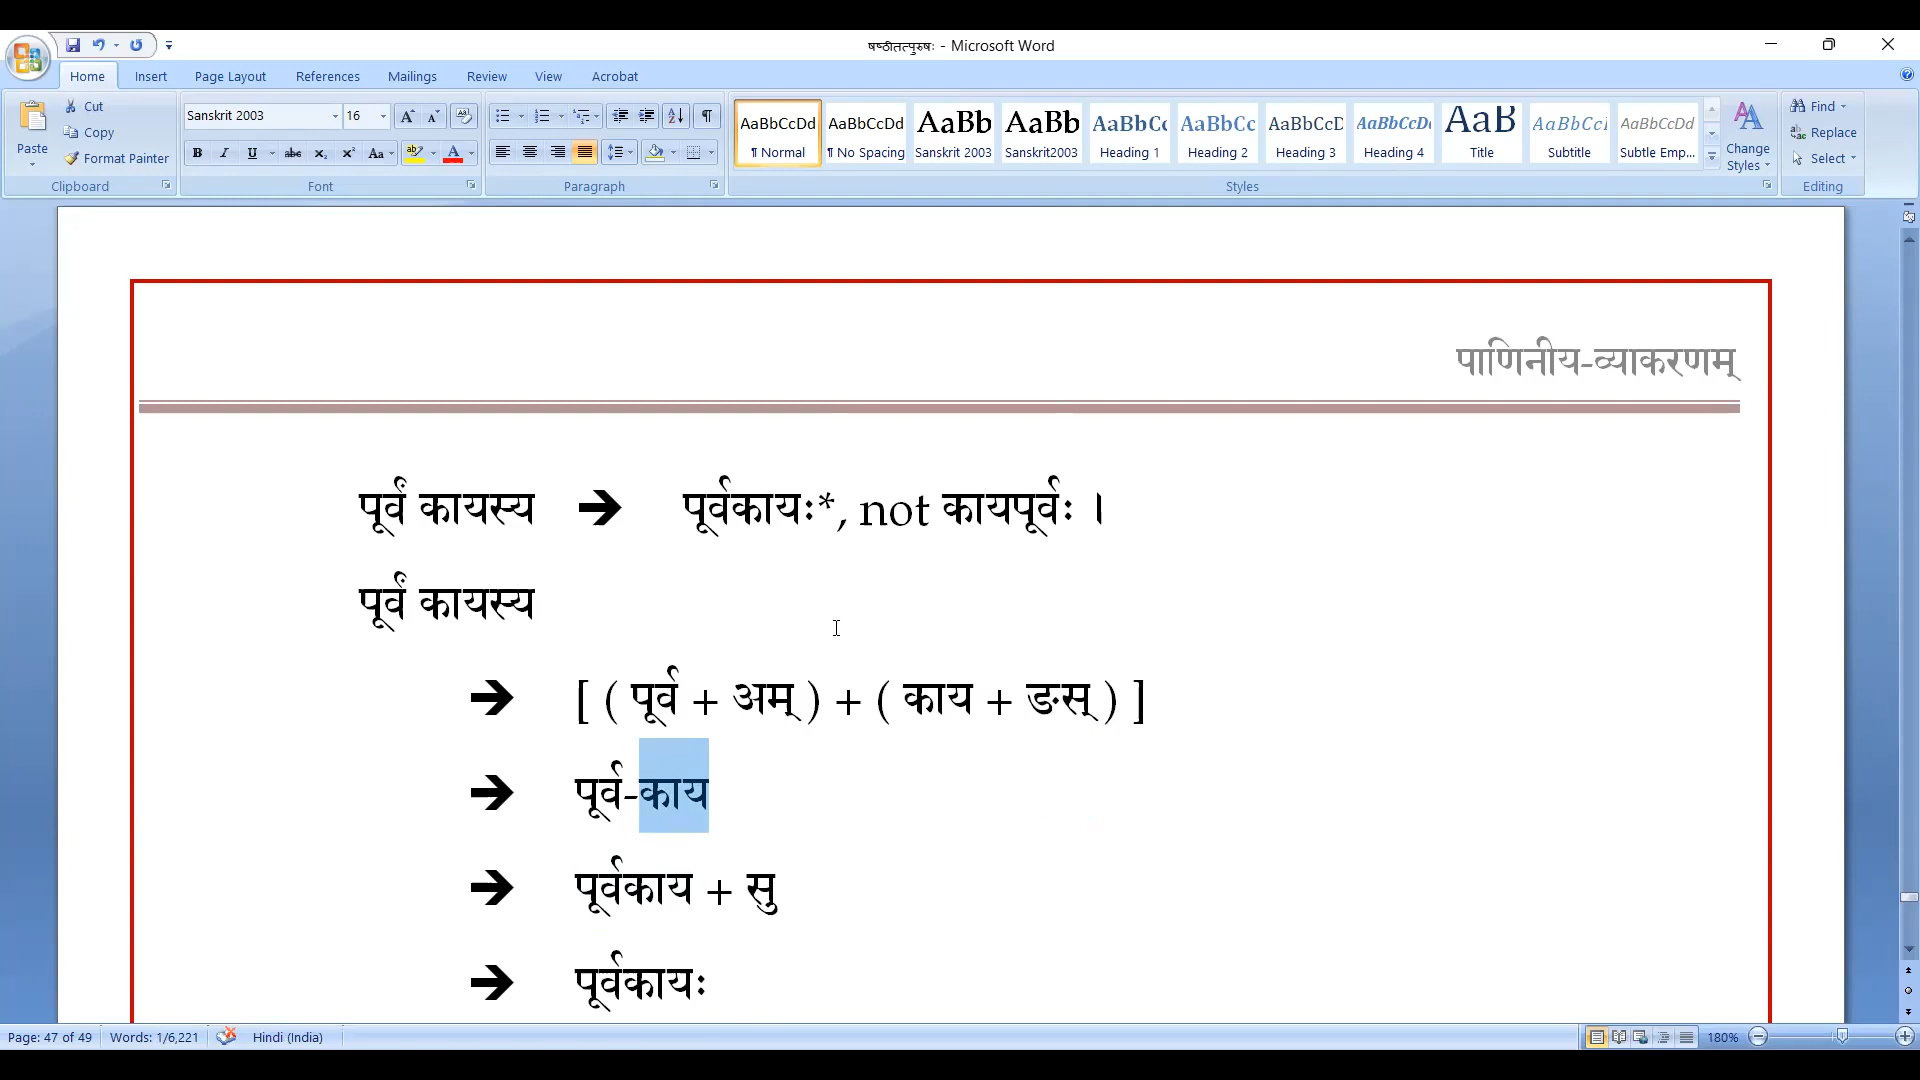 षष्ठीतत्पुरुषः - Microsoft Word
Home Insert Page Layout References Mailings Review View Acrobat
Paste Cut Copy Format Painter
Sanskrit 2003 16
AaBbCcDd AaBbCcDd AaBb AaBb AaBbCc AaBbCc AaBbCcD AaBbCcDd AaB AaBbCcI AaBbCcDd
¶ Normal ¶ No Spacing Sanskrit 2003 Sanskrit2003 Heading 1 Heading 2 Heading 3 Heading 4 Title Subtitle Subtle Emp...
Change Styles
Find
Replace
Select
Clipboard Font Paragraph Styles Editing
पाणिनीय-व्याकरणम्
पूर्वं कायस्य ➔ पूर्वकायः*, not कायपूर्वः ।
पूर्वं कायस्य
➔ [ ( पूर्व + अम् ) + ( काय + ङस् ) ]
➔ पूर्व-काय
➔ पूर्वकाय + सु
➔ पूर्वकायः
Page: 47 of 49 Words: 1/6,221 Hindi (India) 180%